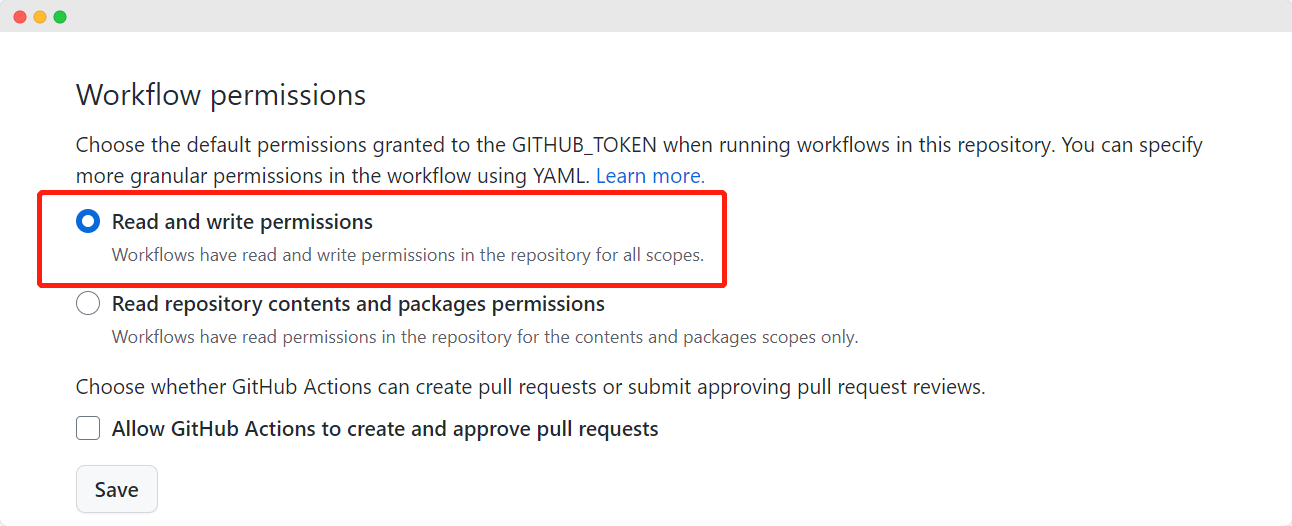 Workflow permissions
Choose the default permissions granted to the GITHUB_TOKEN when running workflows in this repository. You can specify
more granular permissions in the workflow using YAML. Learn more.
Read and write permissions
Workflows have read and write permissions in the repository for all scopes.
Read repository contents and packages permissions
Workflows have read permissions in the repository for the contents and packages scopes only.
Choose whether GitHub Actions can create pull requests or submit approving pull request reviews.
Allow GitHub Actions to create and approve pull requests
Save